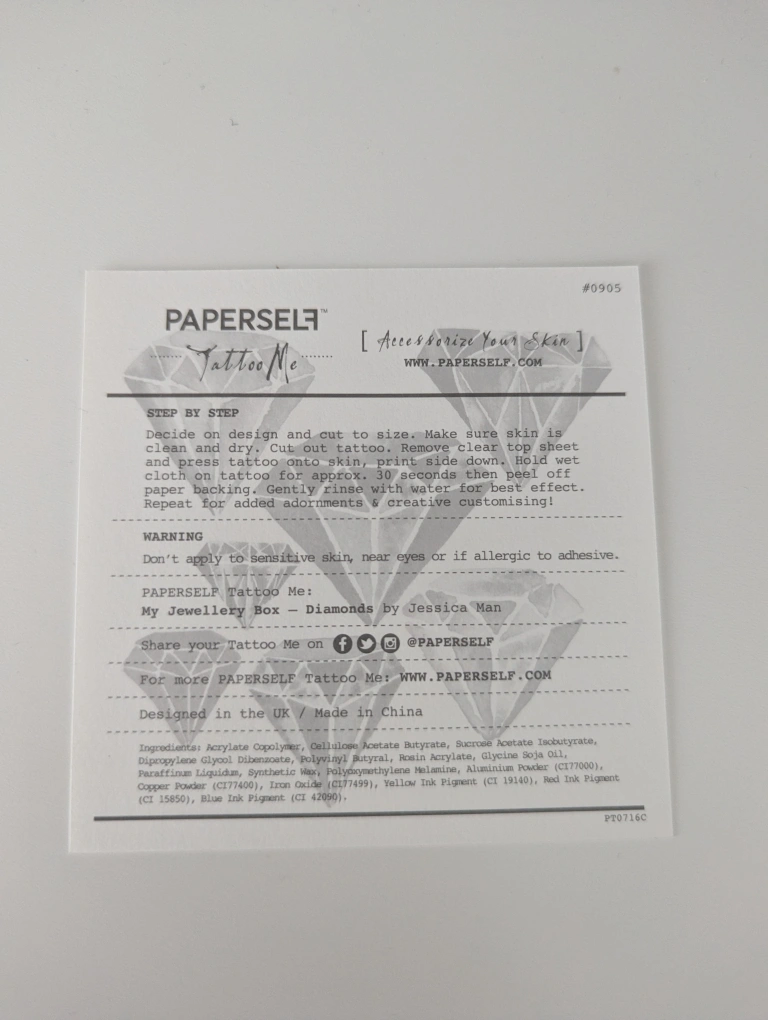 #0905
PAPERSELF™
Tattoo Me
[ Accessorize Your Skin ]
WWW.PAPERSELF.COM
STEP BY STEP
Decide on design and cut to size. Make sure skin is
clean and dry. Cut out tattoo. Remove clear top sheet
and press tattoo onto skin, print side down. Hold wet
cloth on tattoo for approx. 30 seconds then peel off
paper backing. Gently rinse with water for best effect.
Repeat for added adornments & creative customising!
WARNING
Don't apply to sensitive skin, near eyes or if allergic to adhesive.
PAPERSELF Tattoo Me:
My Jewellery Box – Diamonds by Jessica Man
Share your Tattoo Me on @PAPERSELF
For more PAPERSELF Tattoo Me: WWW.PAPERSELF.COM
Designed in the UK / Made in China
Ingredients: Acrylate Copolymer, Cellulose Acetate Butyrate, Sucrose Acetate Isobutyrate,
Dipropylene Glycol Dibenzoate, Polyvinyl Butyral, Rosin Acrylate, Glycine Soja Oil,
Paraffinum Liquidum, Synthetic Wax, Polyoxymethylene Melamine, Aluminium Powder (CI77000),
Copper Powder (CI77400), Iron Oxide (CI77499), Yellow Ink Pigment (CI 19140), Red Ink Pigment
(CI 15850), Blue Ink Pigment (CI 42090).
PT0716C